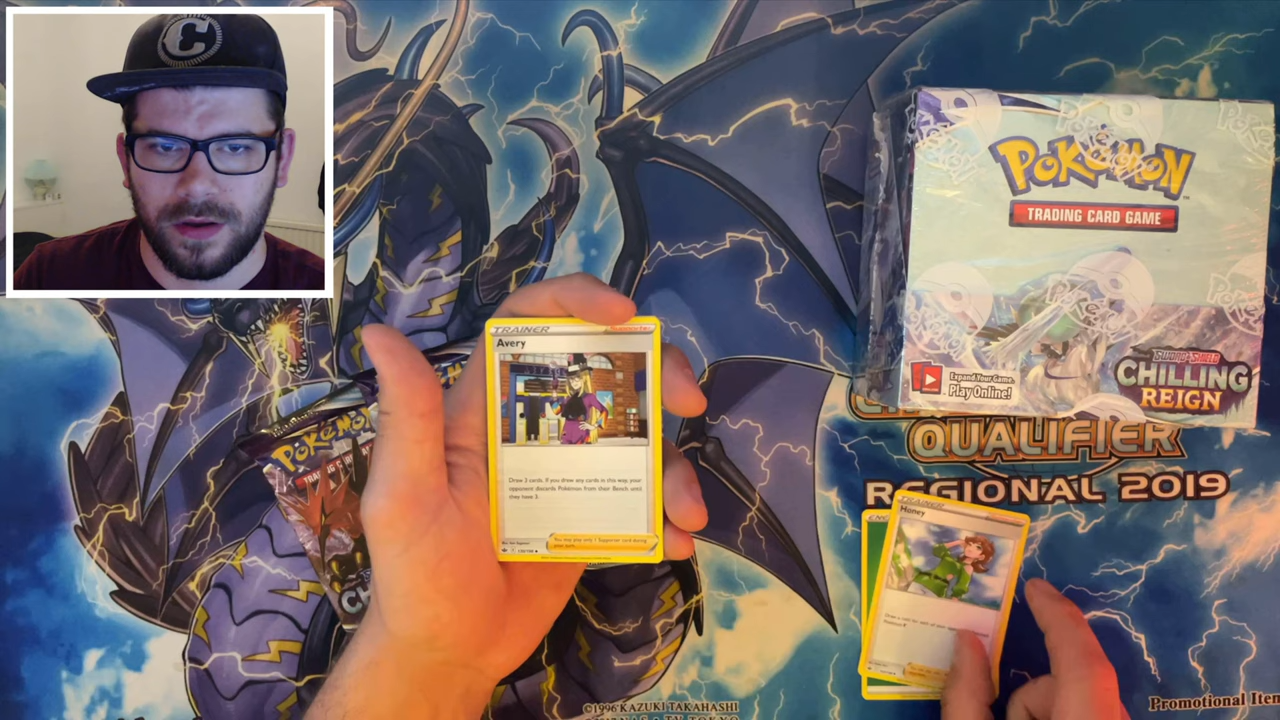 C
POKÉMON
TRADING CARD GAME
Expand Your Game.
Play Online!
SWORD & SHIELD
CHILLING
REIGN
QUALIFIER
REGIONAL 2019
TRAINER
Supporter
Avery
Draw 3 cards. If you drew any cards in this way, your
opponent discards Pokémon from their Bench until
they have 3.
You may play only 1 Supporter card during
your turn.
POKÉMON
TRAINER
Honey
©1996 KAZUKI TAKAHASHI
Promotional Item